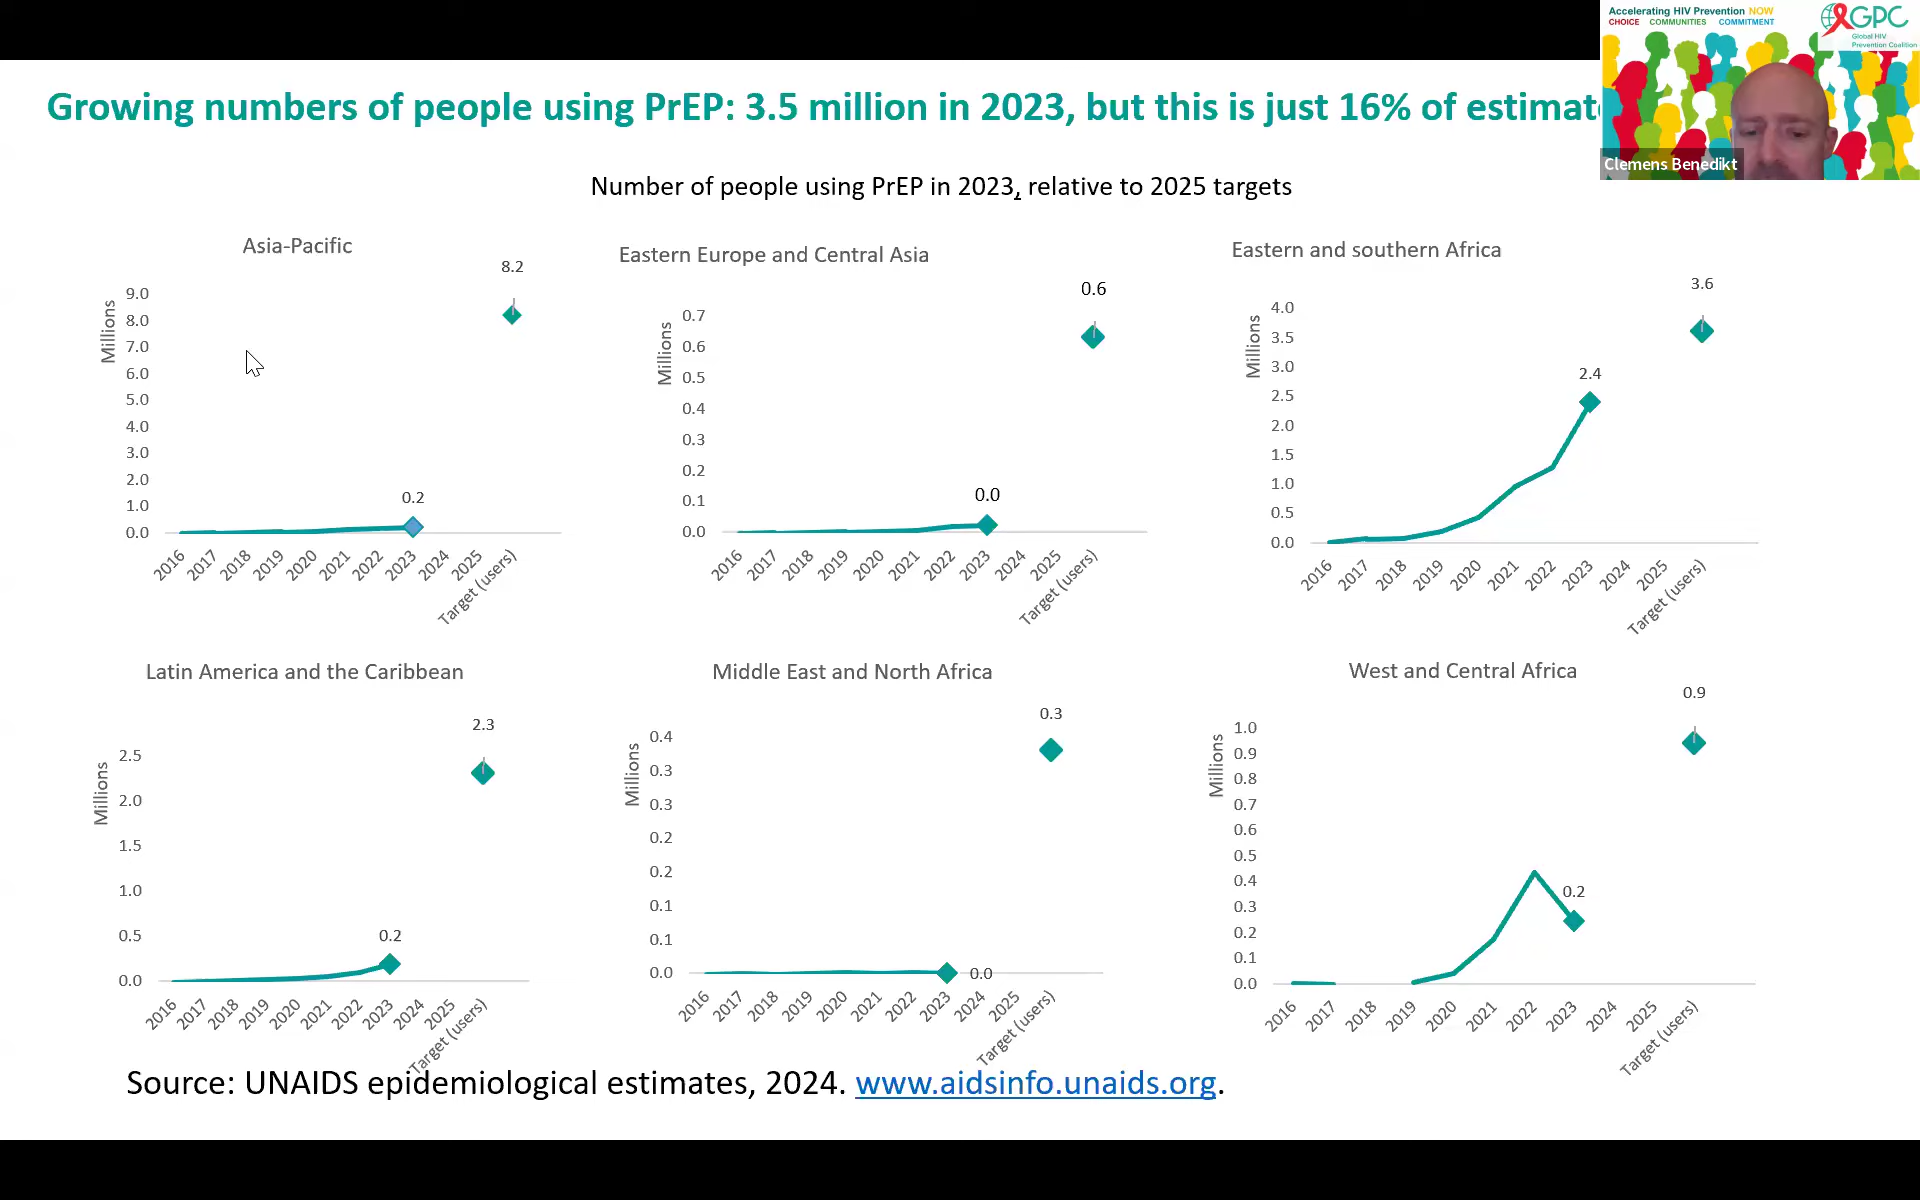 Accelerating HIV Prevention NOW
CHOICE COMMUNITIES COMMITMENT
GPC
Global HIV
Prevention Coalition
Clemens Benedikt
Growing numbers of people using PrEP: 3.5 million in 2023, but this is just 16% of
Number of people using PrEP in 2023, relative to 2025 targets
Asia-Pacific
Millions
9.0
8.0
7.0
6.0
5.0
4.0
3.0
2.0
1.0
0.0
8.2
0.2
2016 2017 2018 2019 2020 2021 2022 2023 2024 2025 Target (users)
Eastern Europe and Central Asia
Millions
0.7
0.6
0.5
0.4
0.3
0.2
0.1
0.0
0.6
0.0
2016 2017 2018 2019 2020 2021 2022 2023 2024 2025 Target (users)
Eastern and southern Africa
Millions
4.0
3.5
3.0
2.5
2.0
1.5
1.0
0.5
0.0
3.6
2.4
2016 2017 2018 2019 2020 2021 2022 2023 2024 2025 Target (users)
Latin America and the Caribbean
Millions
2.5
2.0
1.5
1.0
0.5
0.0
2.3
0.2
2016 2017 2018 2019 2020 2021 2022 2023 2024 2025 Target (users)
Middle East and North Africa
Millions
0.4
0.3
0.3
0.2
0.2
0.1
0.1
0.0
0.3
0.0
2016 2017 2018 2019 2020 2021 2022 2023 2024 2025 Target (users)
West and Central Africa
Millions
1.0
0.9
0.8
0.7
0.6
0.5
0.4
0.3
0.2
0.1
0.0
0.9
0.2
2016 2017 2018 2019 2020 2021 2022 2023 2024 2025 Target (users)
Source: UNAIDS epidemiological estimates, 2024. www.aidsinfo.unaids.org.